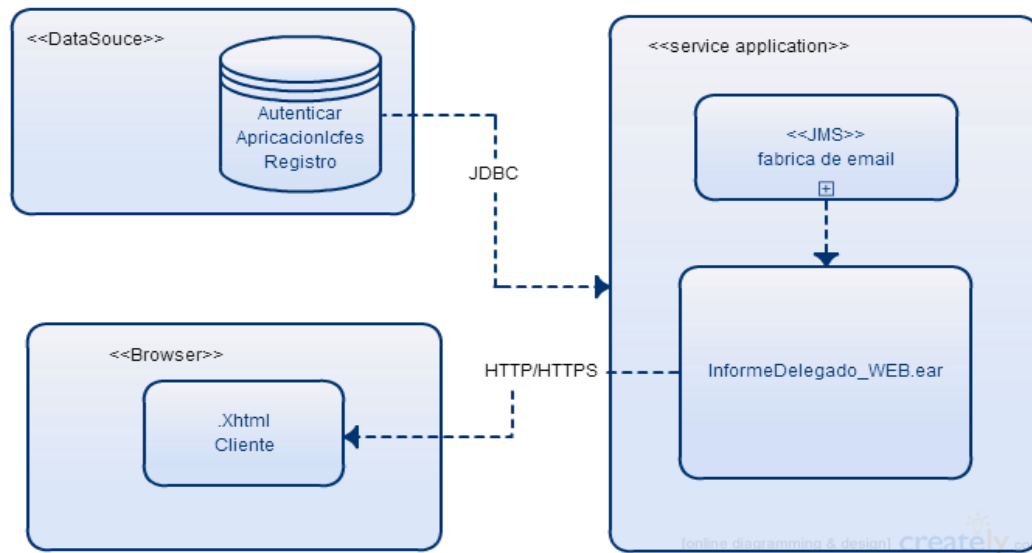 <<DataSouce>>
Autenticar
ApricacionIcfes
Registro
JDBC
<<service application>>
<<JMS>>
fabrica de email
InformeDelegado_WEB.ear
HTTP/HTTPS
<<Browser>>
.Xhtml
Cliente
[online diagramming & design] creately.com